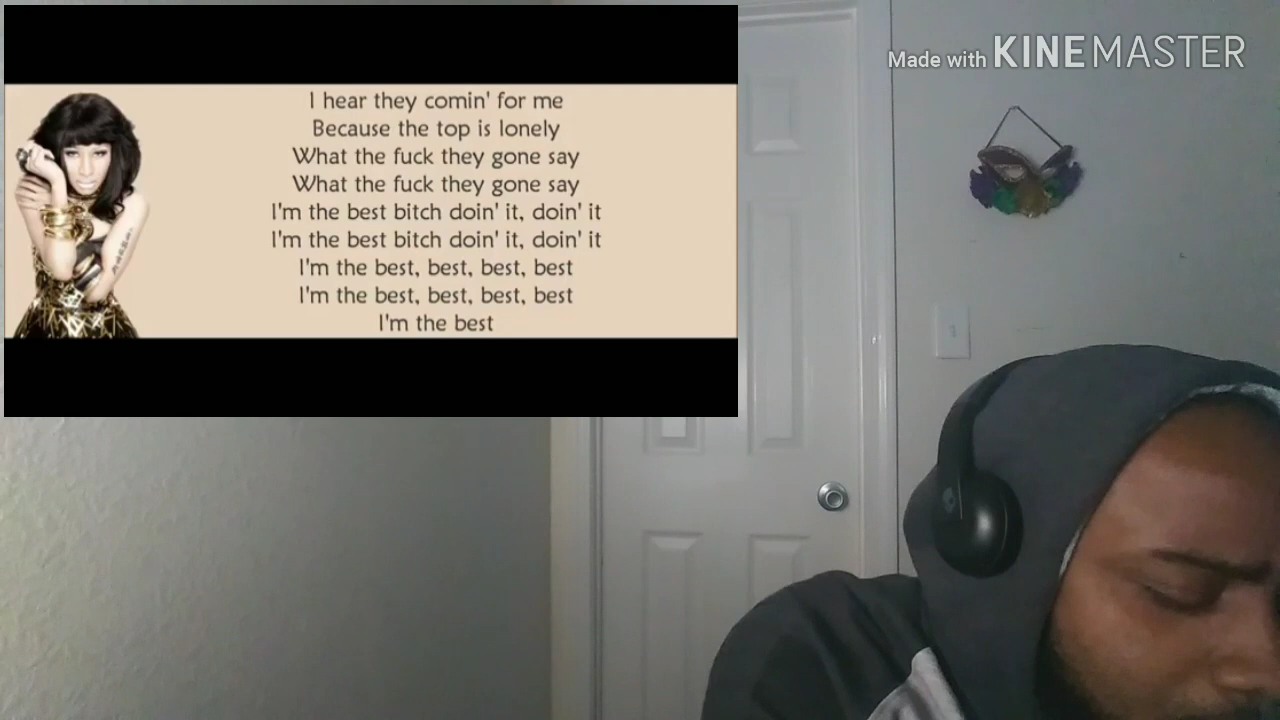 I hear they comin' for me
Because the top is lonely
What the fuck they gone say
What the fuck they gone say
I'm the best bitch doin' it, doin' it
I'm the best bitch doin' it, doin' it
I'm the best, best, best, best
I'm the best, best, best, best
I'm the best
Made with KINEMASTER